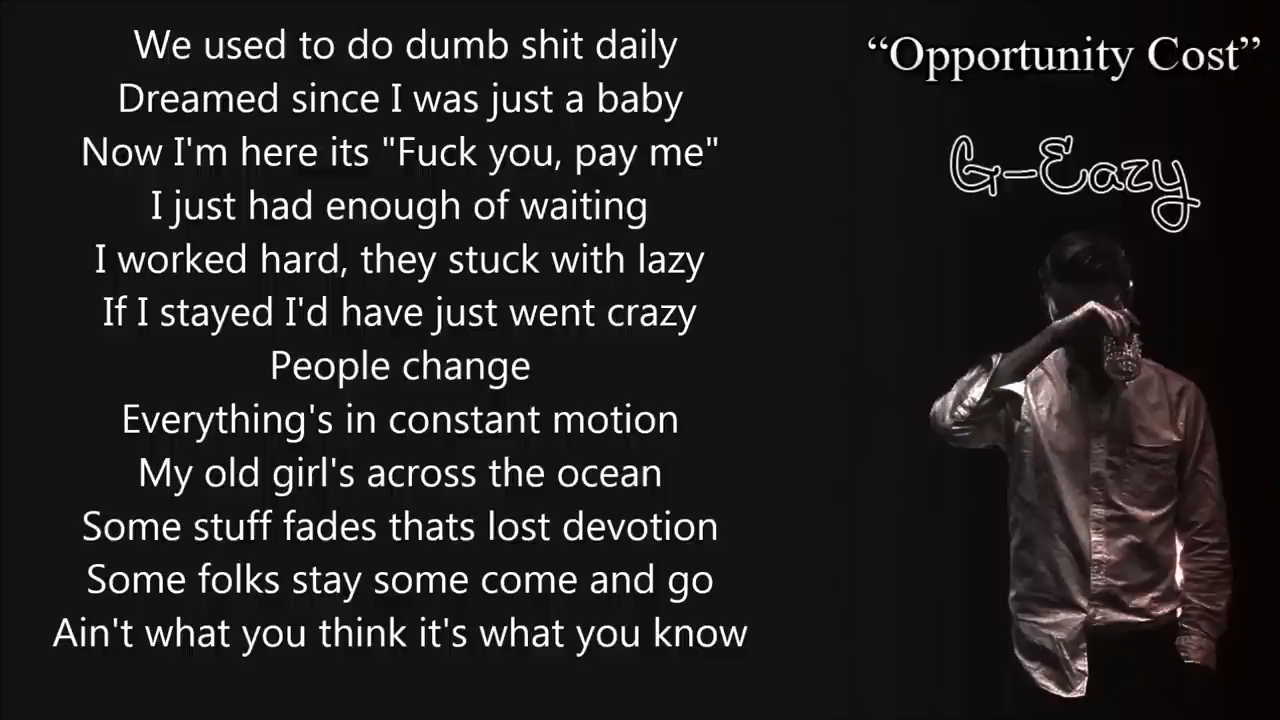 We used to do dumb shit daily
Dreamed since I was just a baby
Now I'm here its "Fuck you, pay me"
I just had enough of waiting
I worked hard, they stuck with lazy
If I stayed I'd have just went crazy
People change
Everything's in constant motion
My old girl's across the ocean
Some stuff fades thats lost devotion
Some folks stay some come and go
Ain't what you think it's what you know
“Opportunity Cost”
G-Eazy